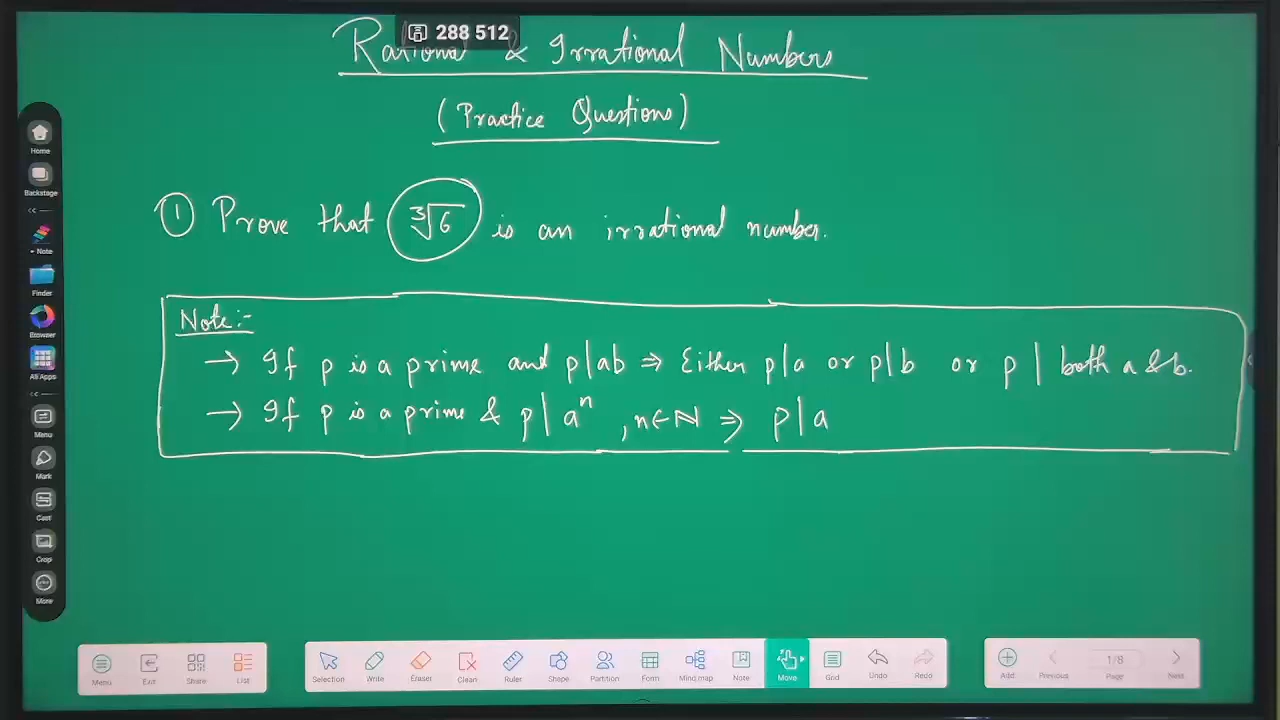 288 512
Rational & Irrational Numbers
(Practice Questions)
① Prove that ∛6 is an irrational number.
Note:-
→ If p is a prime and p|ab ⇒ Either p|a or p|b or p | both a & b.
→ If p is a prime & p|aⁿ, n∈ℕ ⇒ p|a
Home
Backstage
Note
Finder
Browser
All Apps
Menu
Mark
Cast
Crop
More
Menu Exit Share List
Selection Write Eraser Clean Ruler Shape Partition Form Mind map Note Move Grid Undo Redo
1/8
Add Previous Page Next